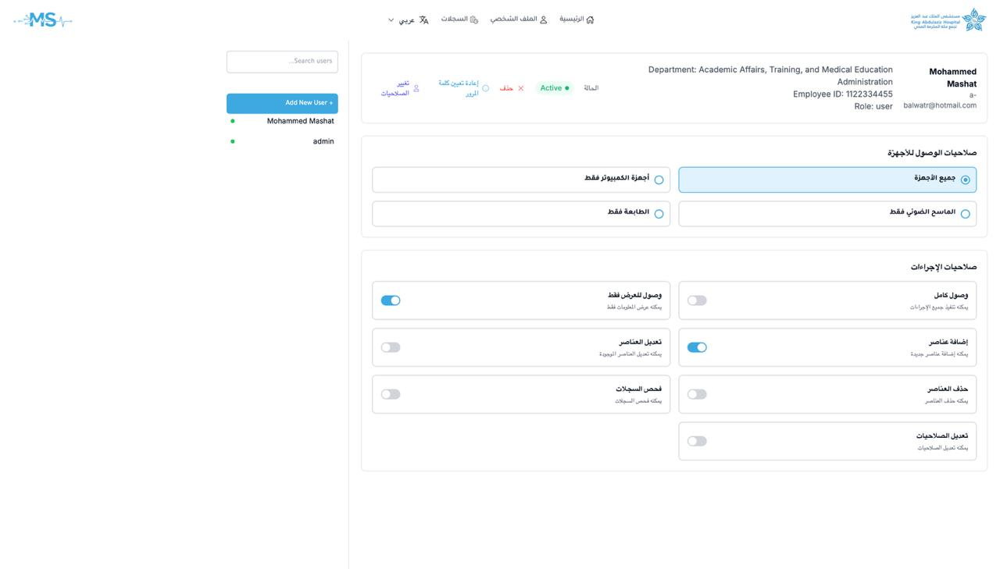 مستشفى الملك عبد العزيز
King Abdulaziz Hospital
تجمع مكة المكرمة الصحي
الرئيسية
الملف الشخصي
السجلات
عربي
MS
Mohammed
Mashat
a-
balwatr@hotmail.com
Department: Academic Affairs, Training, and Medical Education
Administration
Employee ID: 1122334455
Role: user
الحالة
Active
حذف
إعادة تعيين كلمة
المرور
تغيير
الصلاحيات
صلاحيات الوصول للأجهزة
جميع الأجهزة
أجهزة الكمبيوتر فقط
الماسح الضوئي فقط
الطابعة فقط
صلاحيات الإجراءات
وصول كامل
يمكنه تنفيذ جميع الإجراءات
وصول للعرض فقط
يمكنه عرض المعلومات فقط
إضافة عناصر
يمكنه إضافة عناصر جديدة
تعديل العناصر
يمكنه تعديل العناصر الموجودة
حذف العناصر
يمكنه حذف العناصر
فحص السجلات
يمكنه فحص السجلات
تعديل الصلاحيات
يمكنه تعديل الصلاحيات
Search users...
Add New User +
Mohammed Mashat
admin